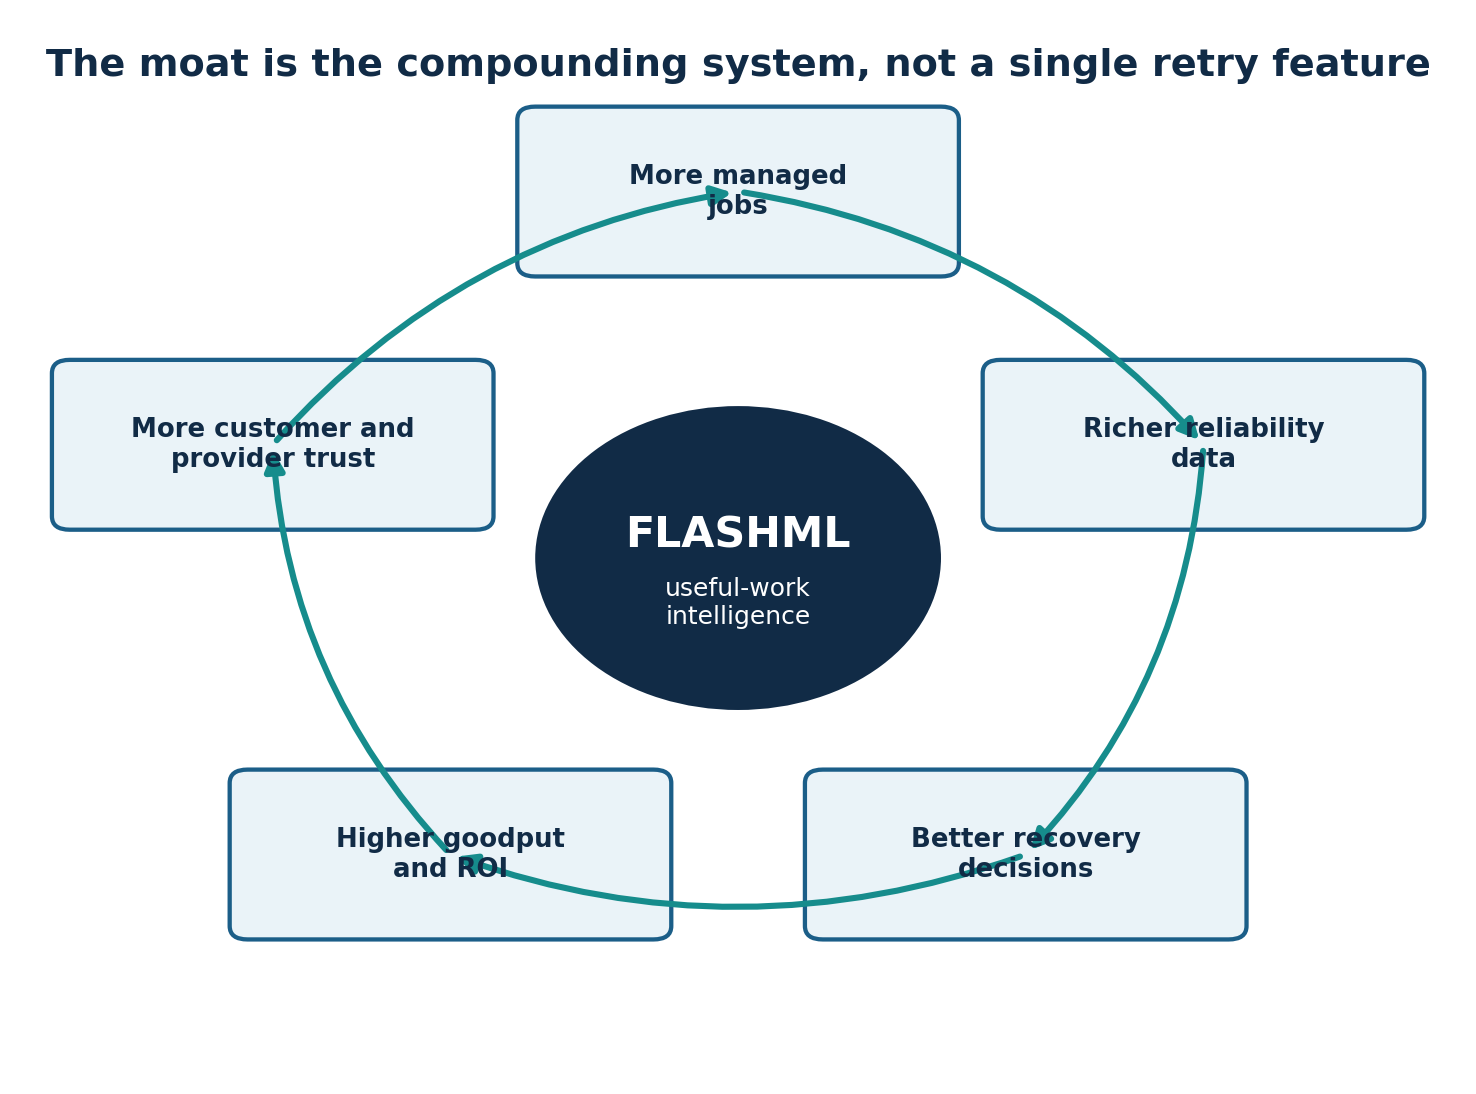 The moat is the compounding system, not a single retry feature
More managed
jobs
More customer and
provider trust
Richer reliability
data
FLASHML
useful-work
intelligence
Higher goodput
and ROI
Better recovery
decisions